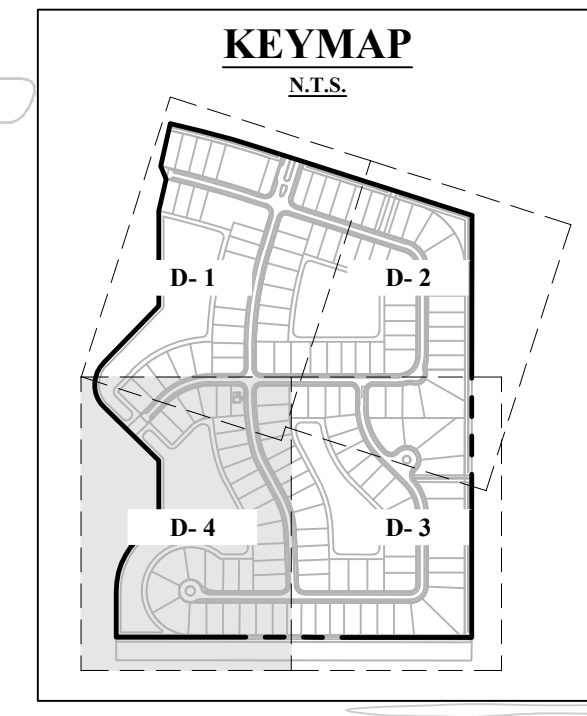 KEYMAP
N.T.S.
D- 1
D- 2
D- 4
D- 3